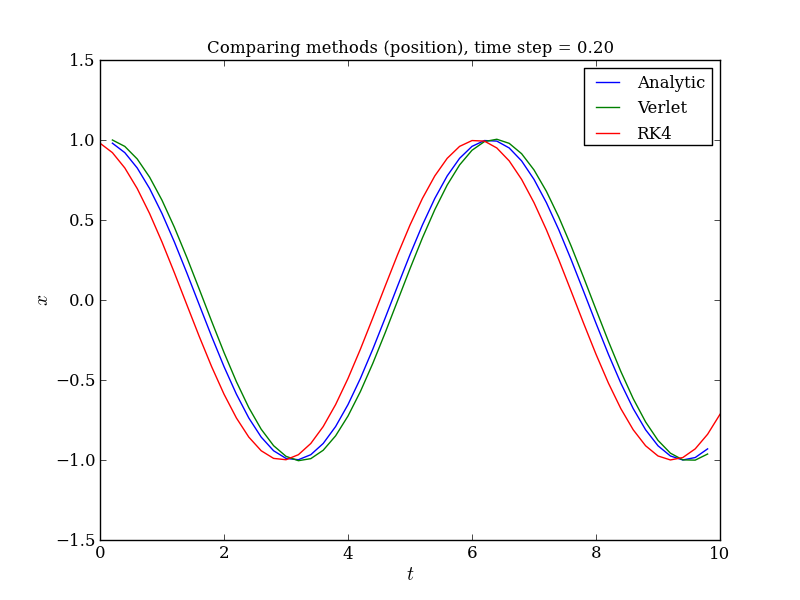 Comparing methods (position), time step = 0.20
1.5
1.0
0.5
0.0
−0.5
−1.0
−1.5
x
Analytic
Verlet
RK4
0 2 4 6 8 10
t